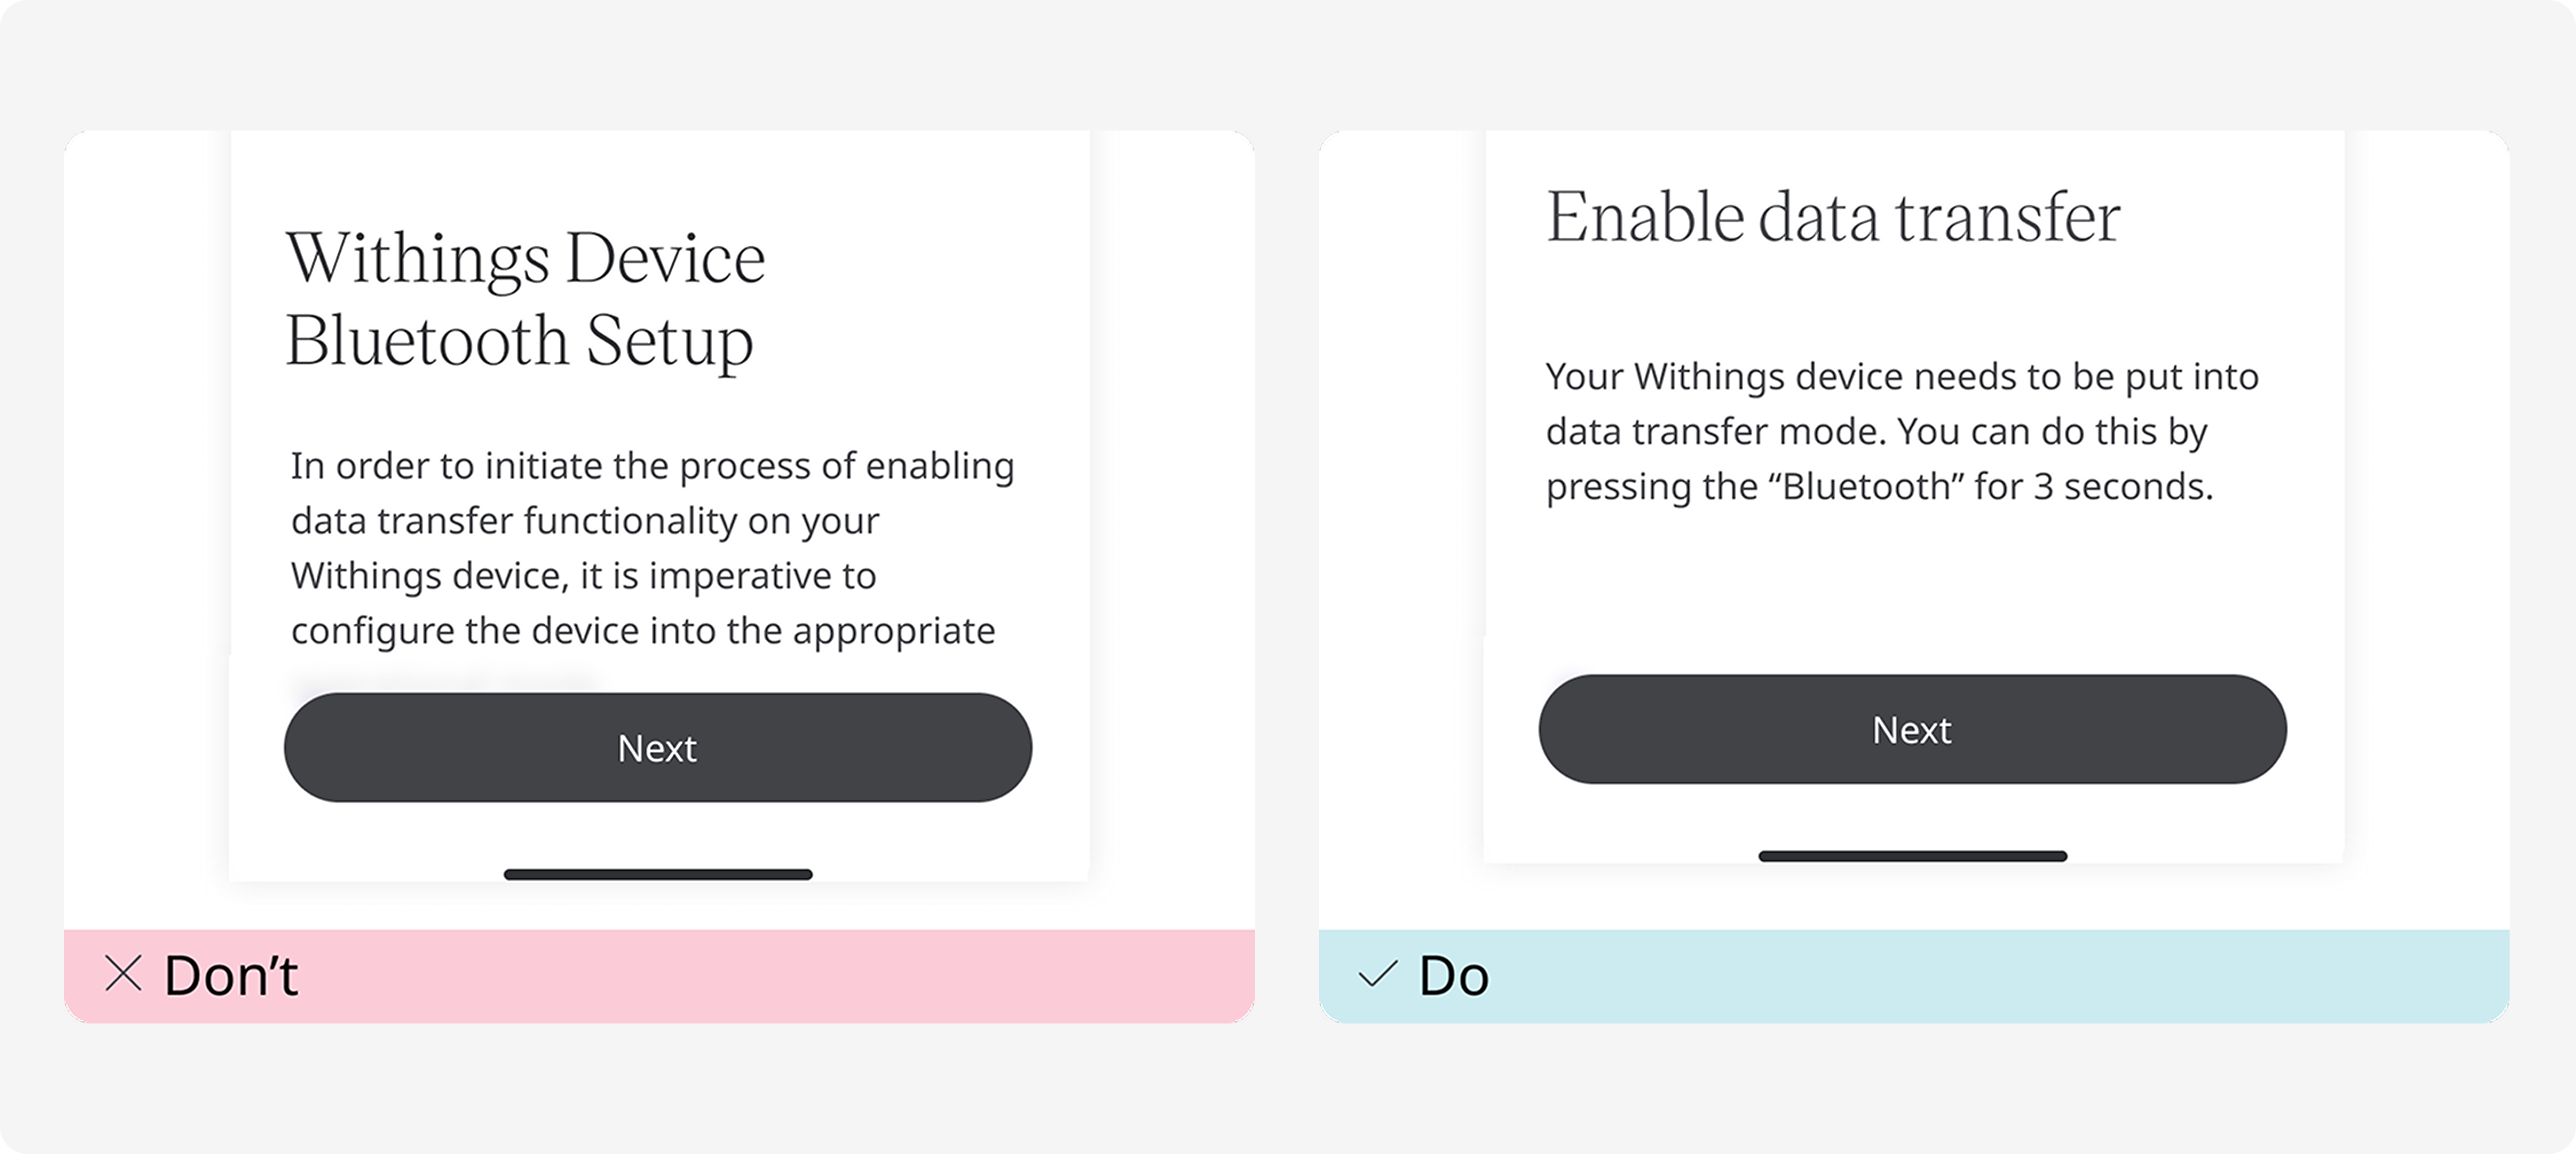 Withings Device
Bluetooth Setup
In order to initiate the process of enabling
data transfer functionality on your
Withings device, it is imperative to
configure the device into the appropriate
Next
Don’t
Enable data transfer
Your Withings device needs to be put into
data transfer mode. You can do this by
pressing the “Bluetooth” for 3 seconds.
Next
Do